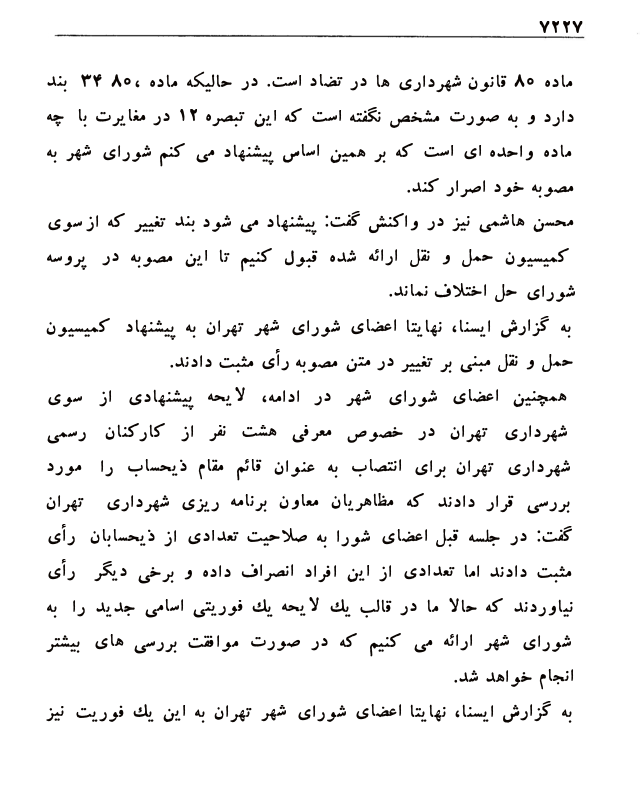 ۷۲۲۷
ماده ۸۰ قانون شهرداری ها در تضاد است. در حالیکه ماده ،۸۰ ۳۴ بند
دارد و به صورت مشخص نگفته است که این تبصره ۱۲ در مغایرت با چه
ماده واحده ای است که بر همین اساس پیشنهاد می کنم شورای شهر به
مصوبه خود اصرار کند.
محسن هاشمی نیز در واکنش گفت: پیشنهاد می شود بند تغییر که از سوی
کمیسیون حمل و نقل ارائه شده قبول کنیم تا این مصوبه در پروسه
شورای حل اختلاف نماند.
به گزارش ایسنا، نهایتا اعضای شورای شهر تهران به پیشنهاد کمیسیون
حمل و نقل مبنی بر تغییر در متن مصوبه رأی مثبت دادند.
همچنین اعضای شورای شهر در ادامه، لایحه پیشنهادی از سوی
شهرداری تهران در خصوص معرفی هشت نفر از کارکنان رسمی
شهرداری تهران برای انتصاب به عنوان قائم مقام ذیحساب را مورد
بررسی قرار دادند که مظاهریان معاون برنامه ریزی شهرداری تهران
گفت: در جلسه قبل اعضای شورا به صلاحیت تعدادی از ذیحسابان رأی
مثبت دادند اما تعدادی از این افراد انصراف داده و برخی دیگر رأی
نیاوردند که حالا ما در قالب یك لایحه یك فوریتی اسامی جدید را به
شورای شهر ارائه می کنیم که در صورت موافقت بررسی های بیشتر
انجام خواهد شد.
به گزارش ایسنا، نهایتا اعضای شورای شهر تهران به این یك فوریت نیز